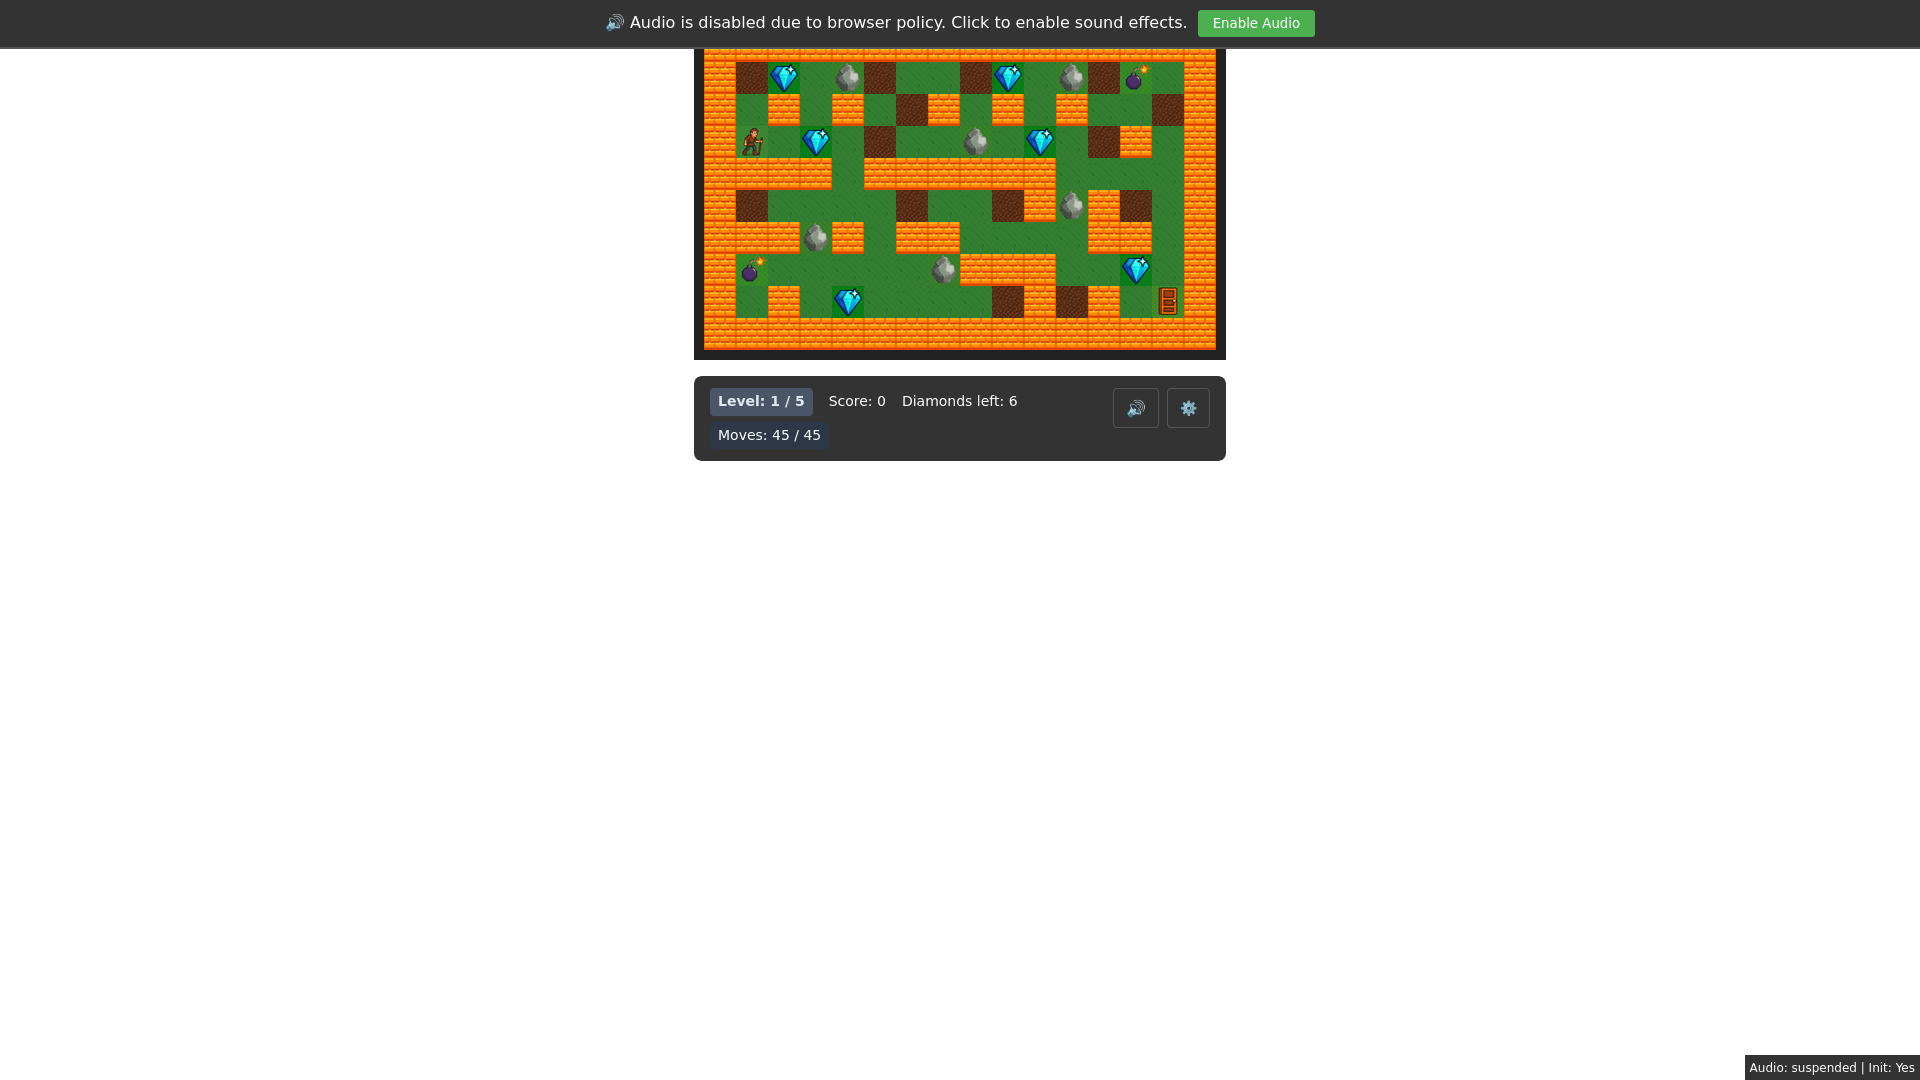 🔊 Audio is disabled due to browser policy. Click to enable sound effects. Enable Audio
Level: 1 / 5 Score: 0 Diamonds left: 6
Moves: 45 / 45
Audio: suspended | Init: Yes